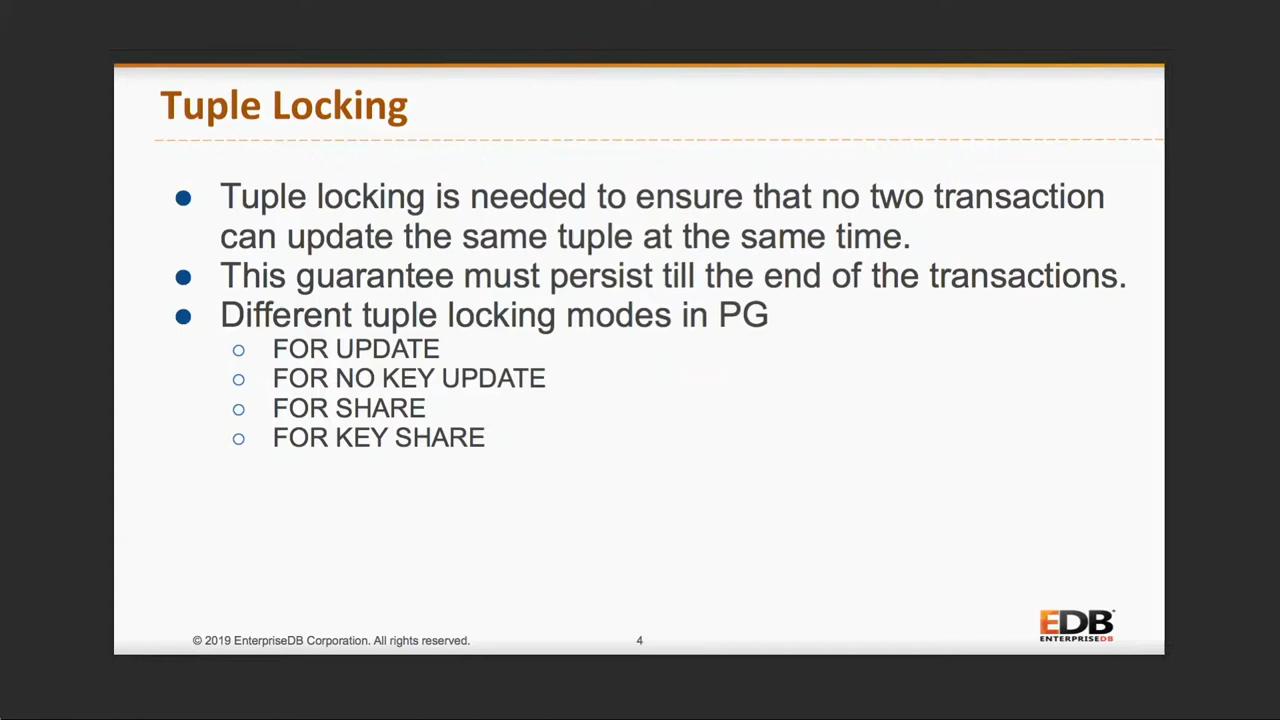 Tuple Locking
● Tuple locking is needed to ensure that no two transaction
can update the same tuple at the same time.
● This guarantee must persist till the end of the transactions.
● Different tuple locking modes in PG
○ FOR UPDATE
○ FOR NO KEY UPDATE
○ FOR SHARE
○ FOR KEY SHARE
© 2019 EnterpriseDB Corporation. All rights reserved.
4
EDB
ENTERPRISEDB